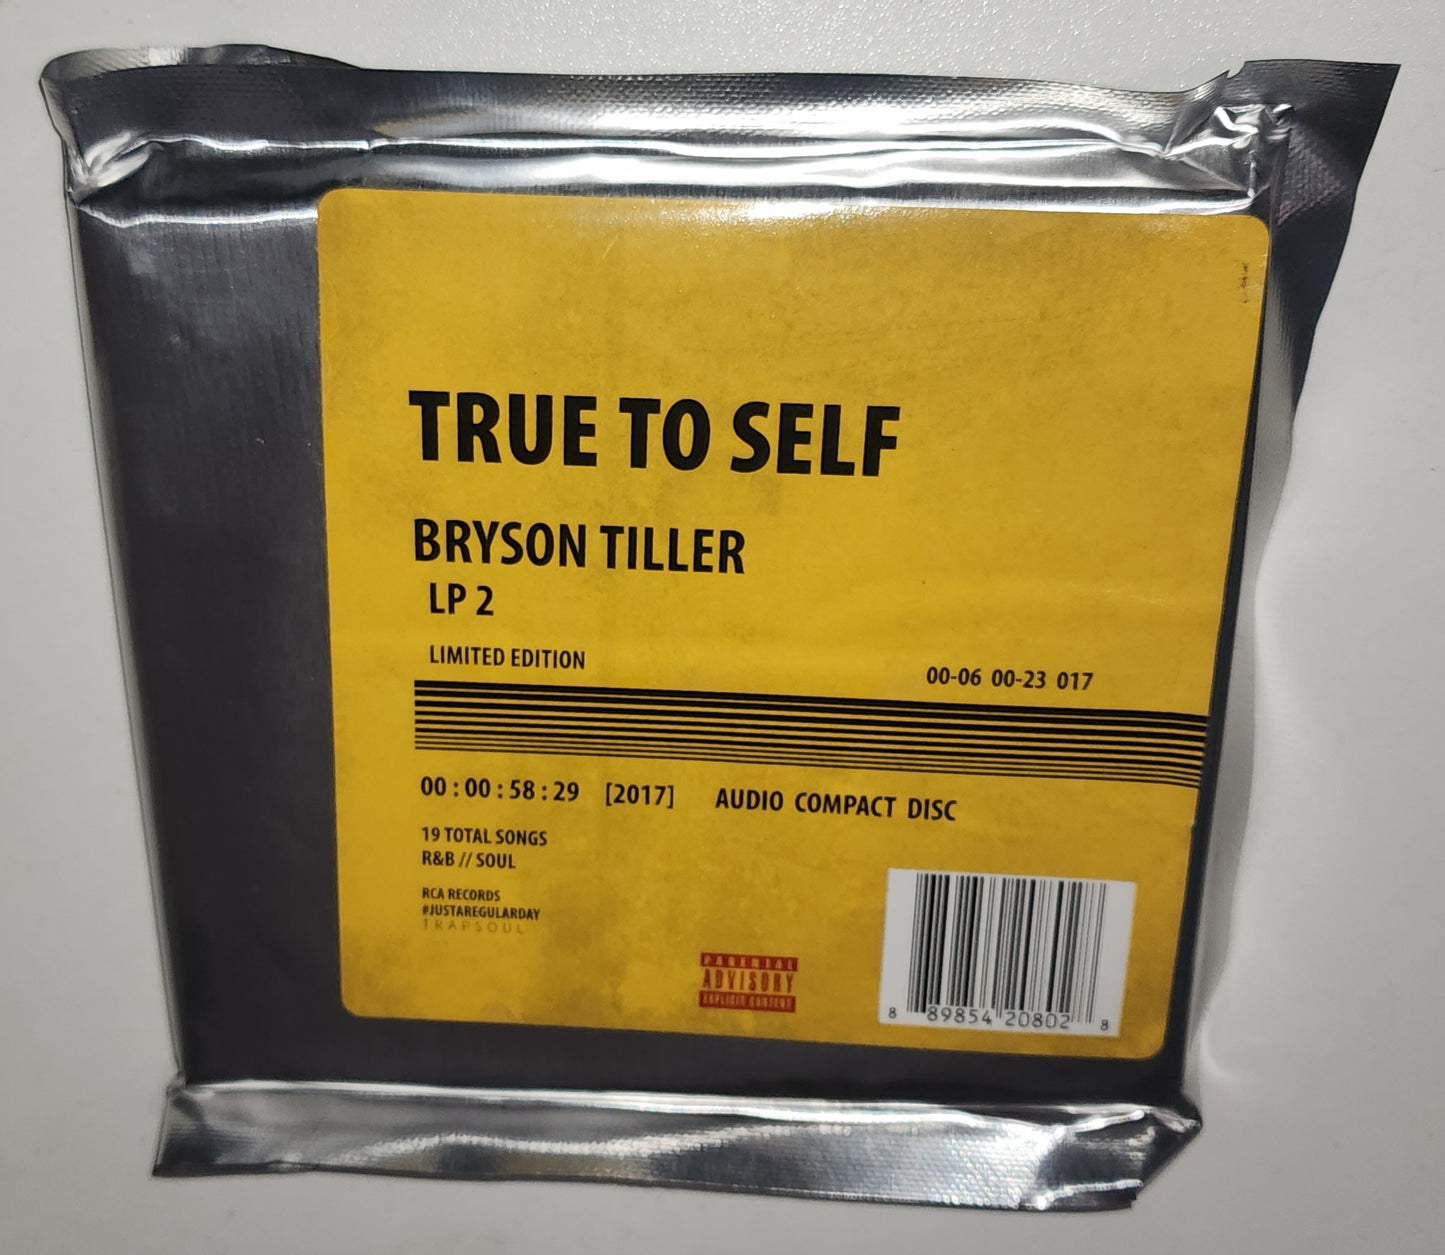 TRUE TO SELF
BRYSON TILLER
LP 2
LIMITED EDITION
00-06 00-23 017
00 : 00 : 58 : 29 [2017] AUDIO COMPACT DISC
19 TOTAL SONGS
R&B // SOUL
RCA RECORDS
#JUSTAREGULARDAY
TRAPSOUL
PARENTAL
ADVISORY
EXPLICIT CONTENT
8 89854 20802 8